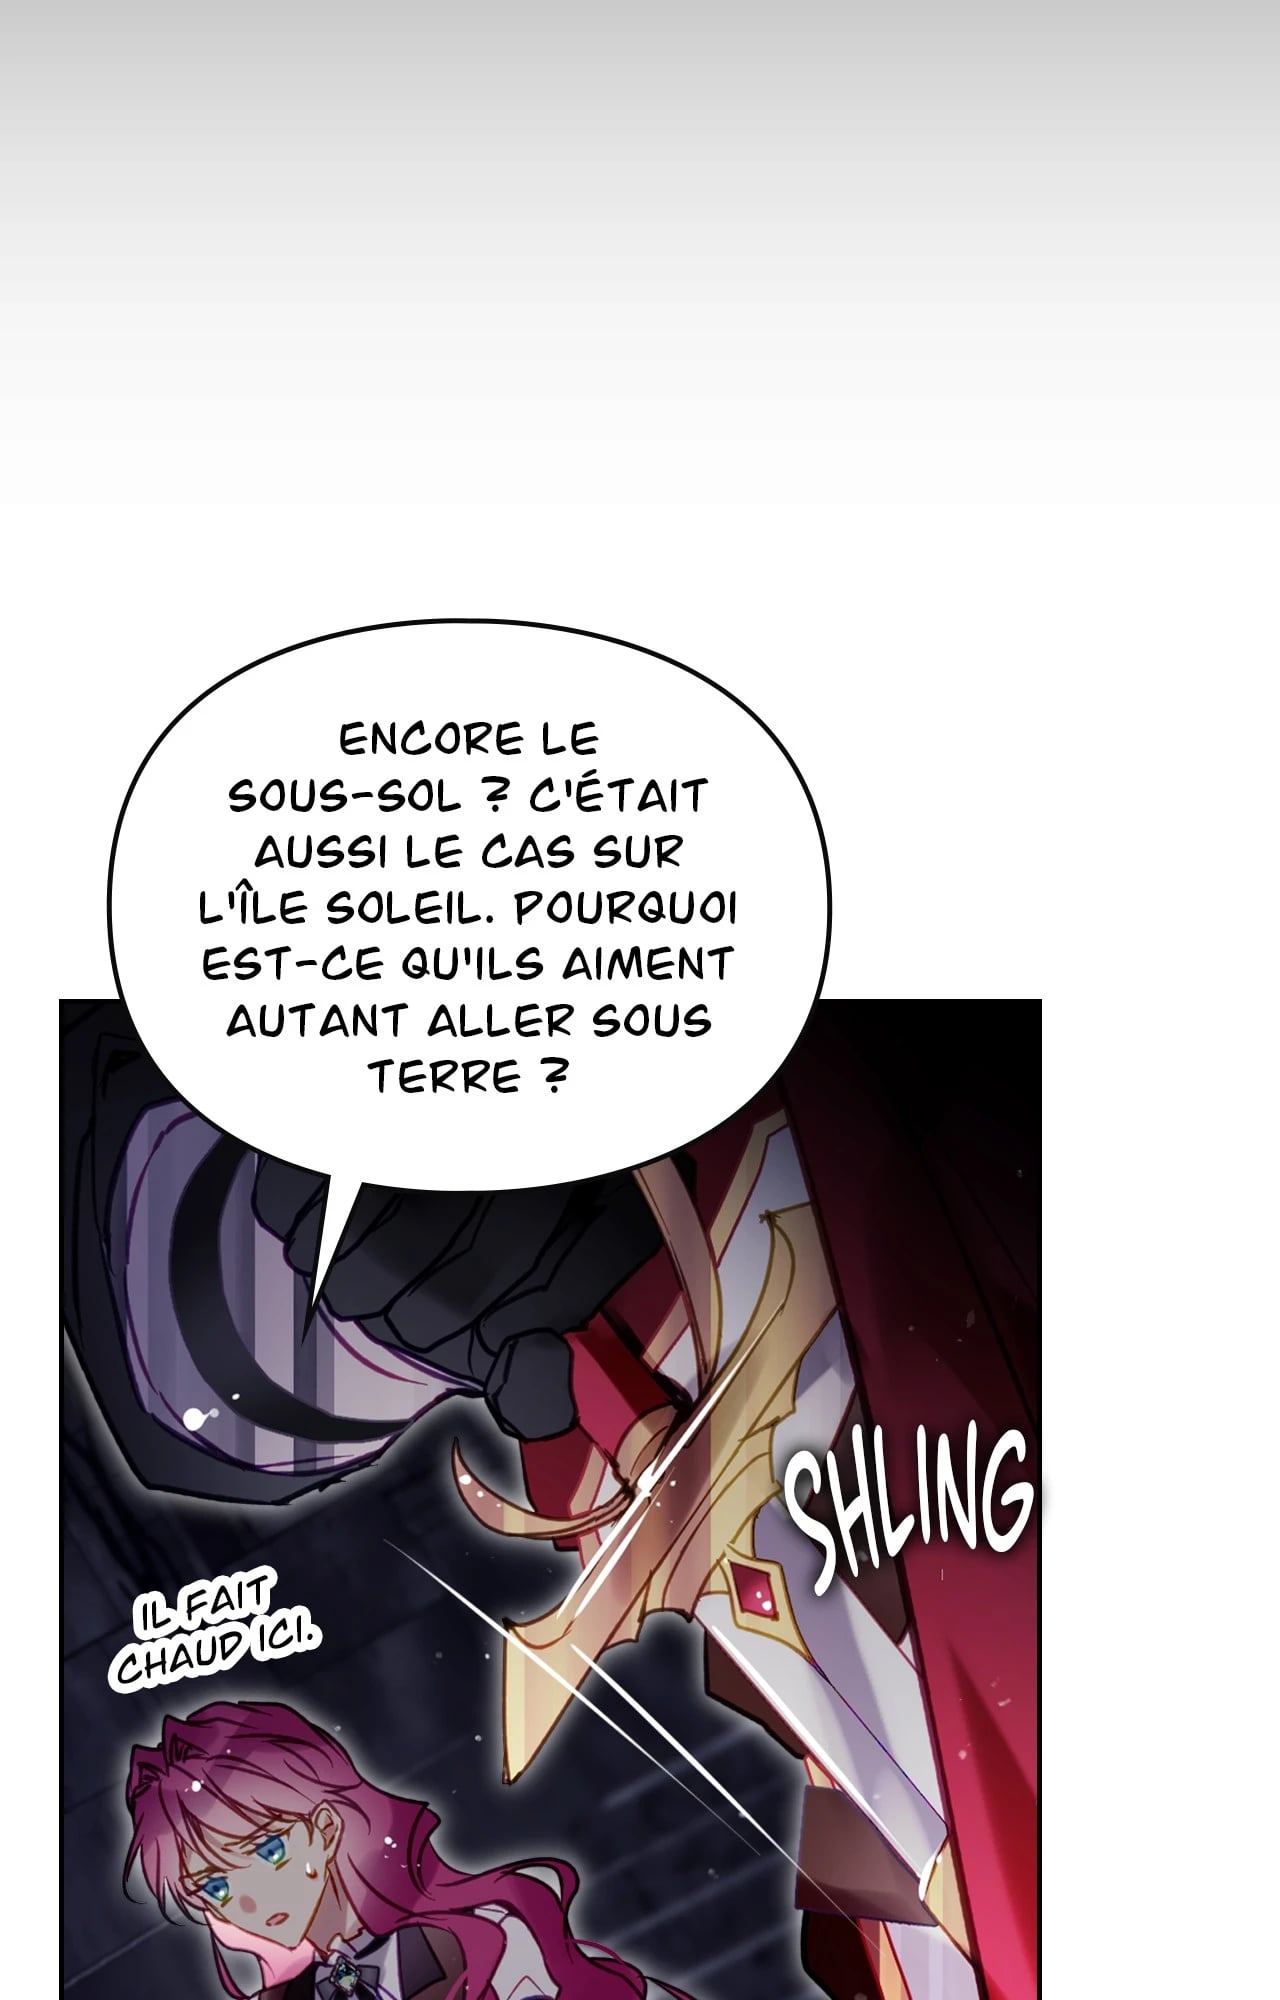 ENCORE LE
SOUS-SOL ? C'ÉTAIT
AUSSI LE CAS SUR
L'ÎLE SOLEIL. POURQUOI
EST-CE QU'ILS AIMENT
AUTANT ALLER SOUS
TERRE ?
SHLING
IL FAIT
CHAUD ICI.